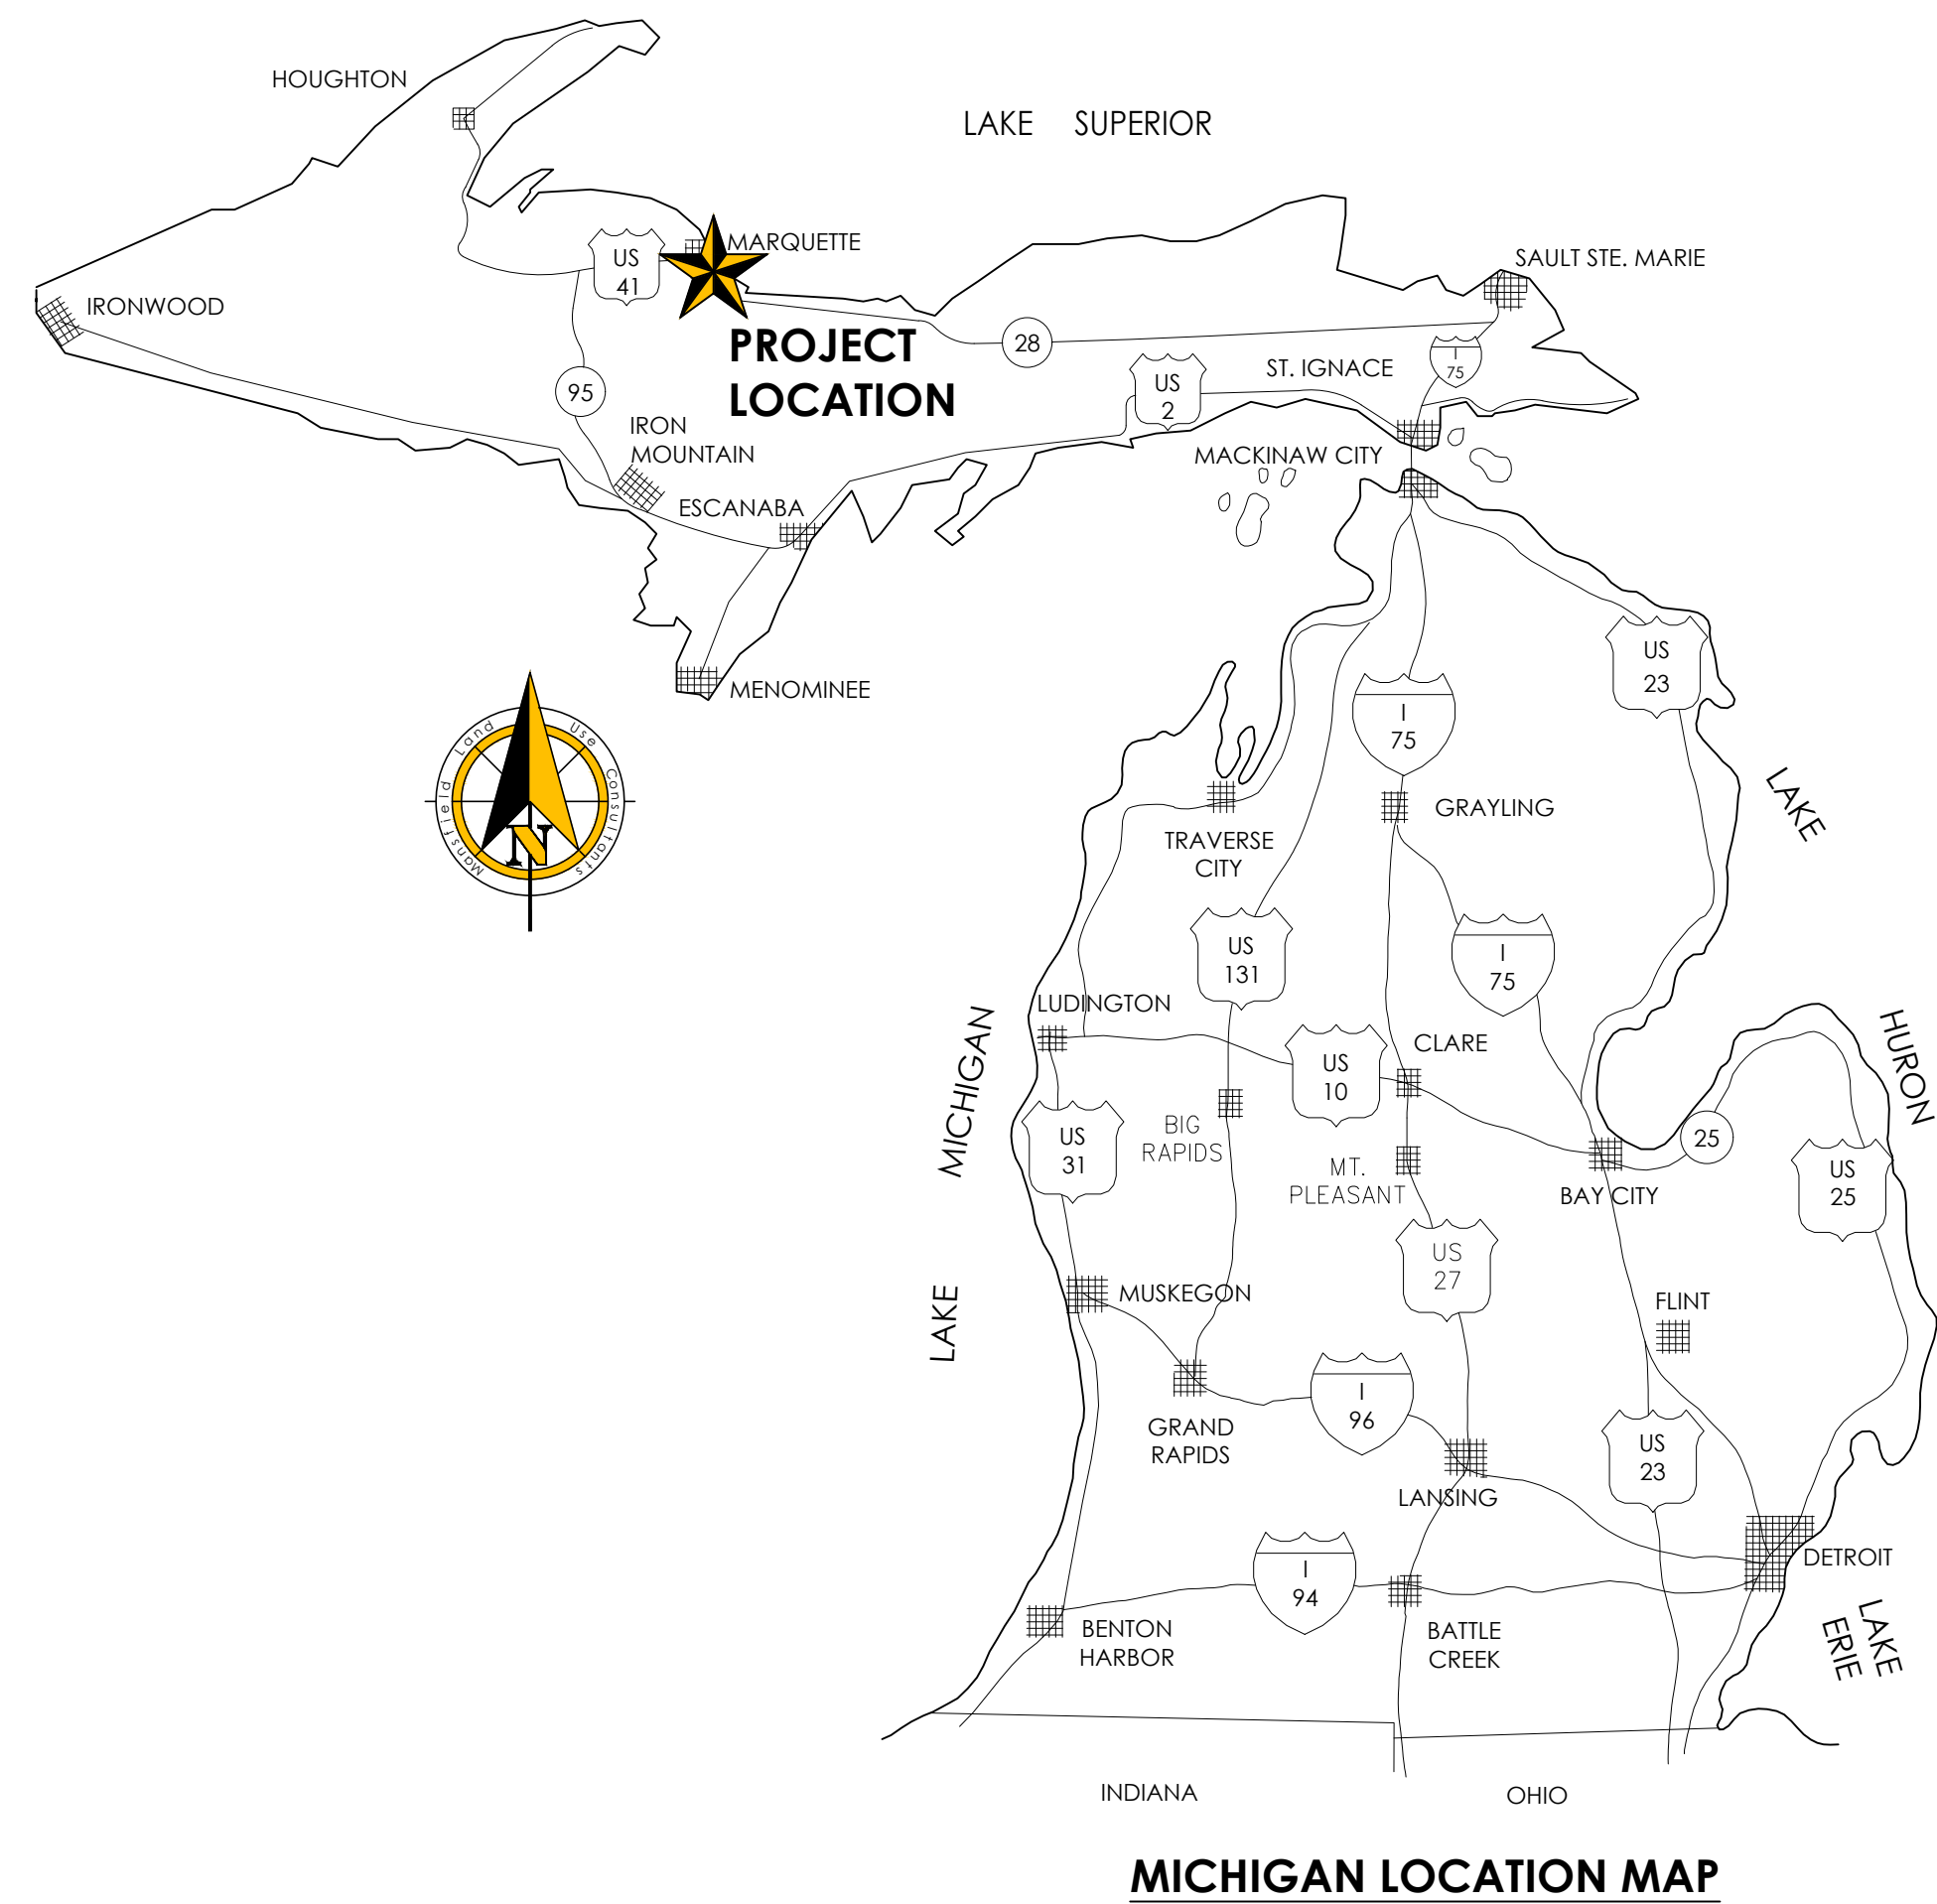 HOUGHTON
LAKE SUPERIOR
MARQUETTE
SAULT STE. MARIE
US
41
IRONWOOD
PROJECT
LOCATION
28
I
75
ST. IGNACE
US
2
95
IRON
MOUNTAIN
MACKINAW CITY
ESCANABA
MENOMINEE
US
23
Mansfield Land Use Consultants
N
I
75
LAKE
HURON
GRAYLING
TRAVERSE
CITY
US
131
I
75
LUDINGTON
LAKE MICHIGAN
CLARE
US
10
US
31
BIG
RAPIDS
MT.
PLEASANT
25
BAY CITY
US
25
US
27
MUSKEGON
FLINT
I
96
GRAND
RAPIDS
US
23
LANSING
DETROIT
I
94
BENTON
HARBOR
BATTLE
CREEK
LAKE
ERIE
INDIANA
OHIO
MICHIGAN LOCATION MAP